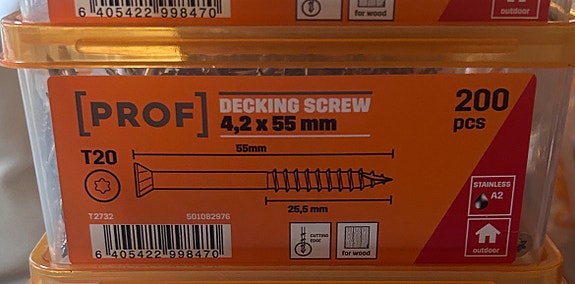 6 405422 998470
for wood
outdoor
[PROF]
DECKING SCREW
4,2 x 55 mm
200
pcs
T20
55mm
25,5 mm
STAINLESS
A2
T2732
501082976
6 405422 998470
CUTTING
EDGE
for wood
outdoor